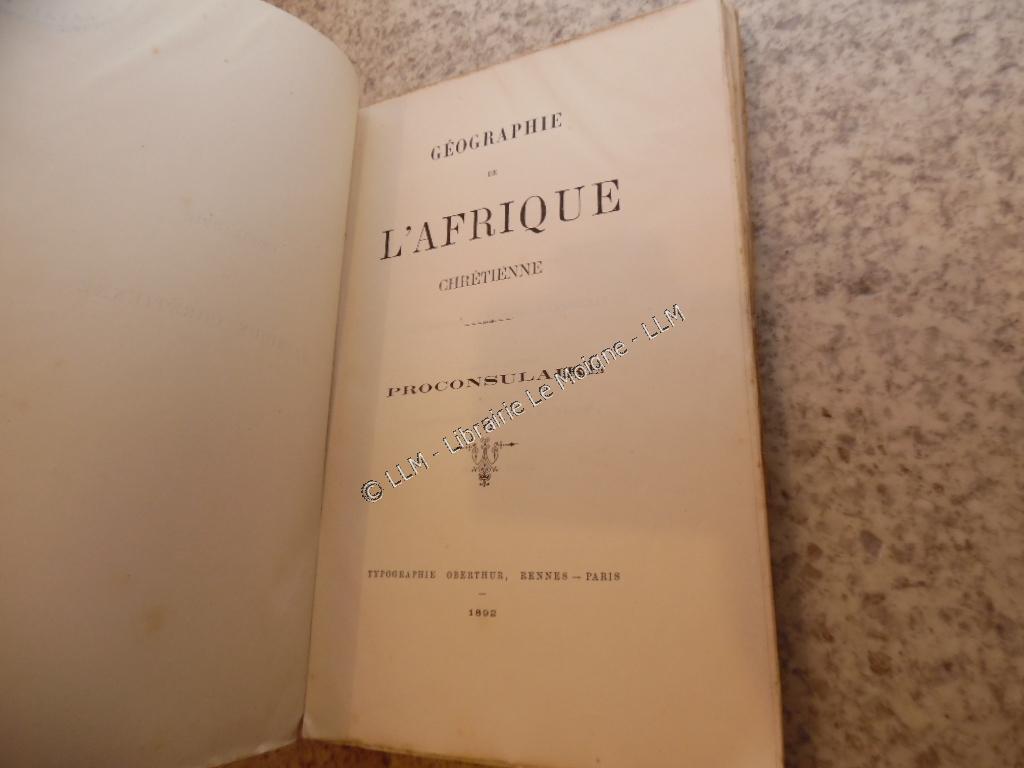 GÉOGRAPHIE
DE
L'AFRIQUE
CHRÉTIENNE
PROCONSULAIRE
© LLM - Librairie Le Moigne - LLM
TYPOGRAPHIE OBERTHUR, RENNES — PARIS
1892